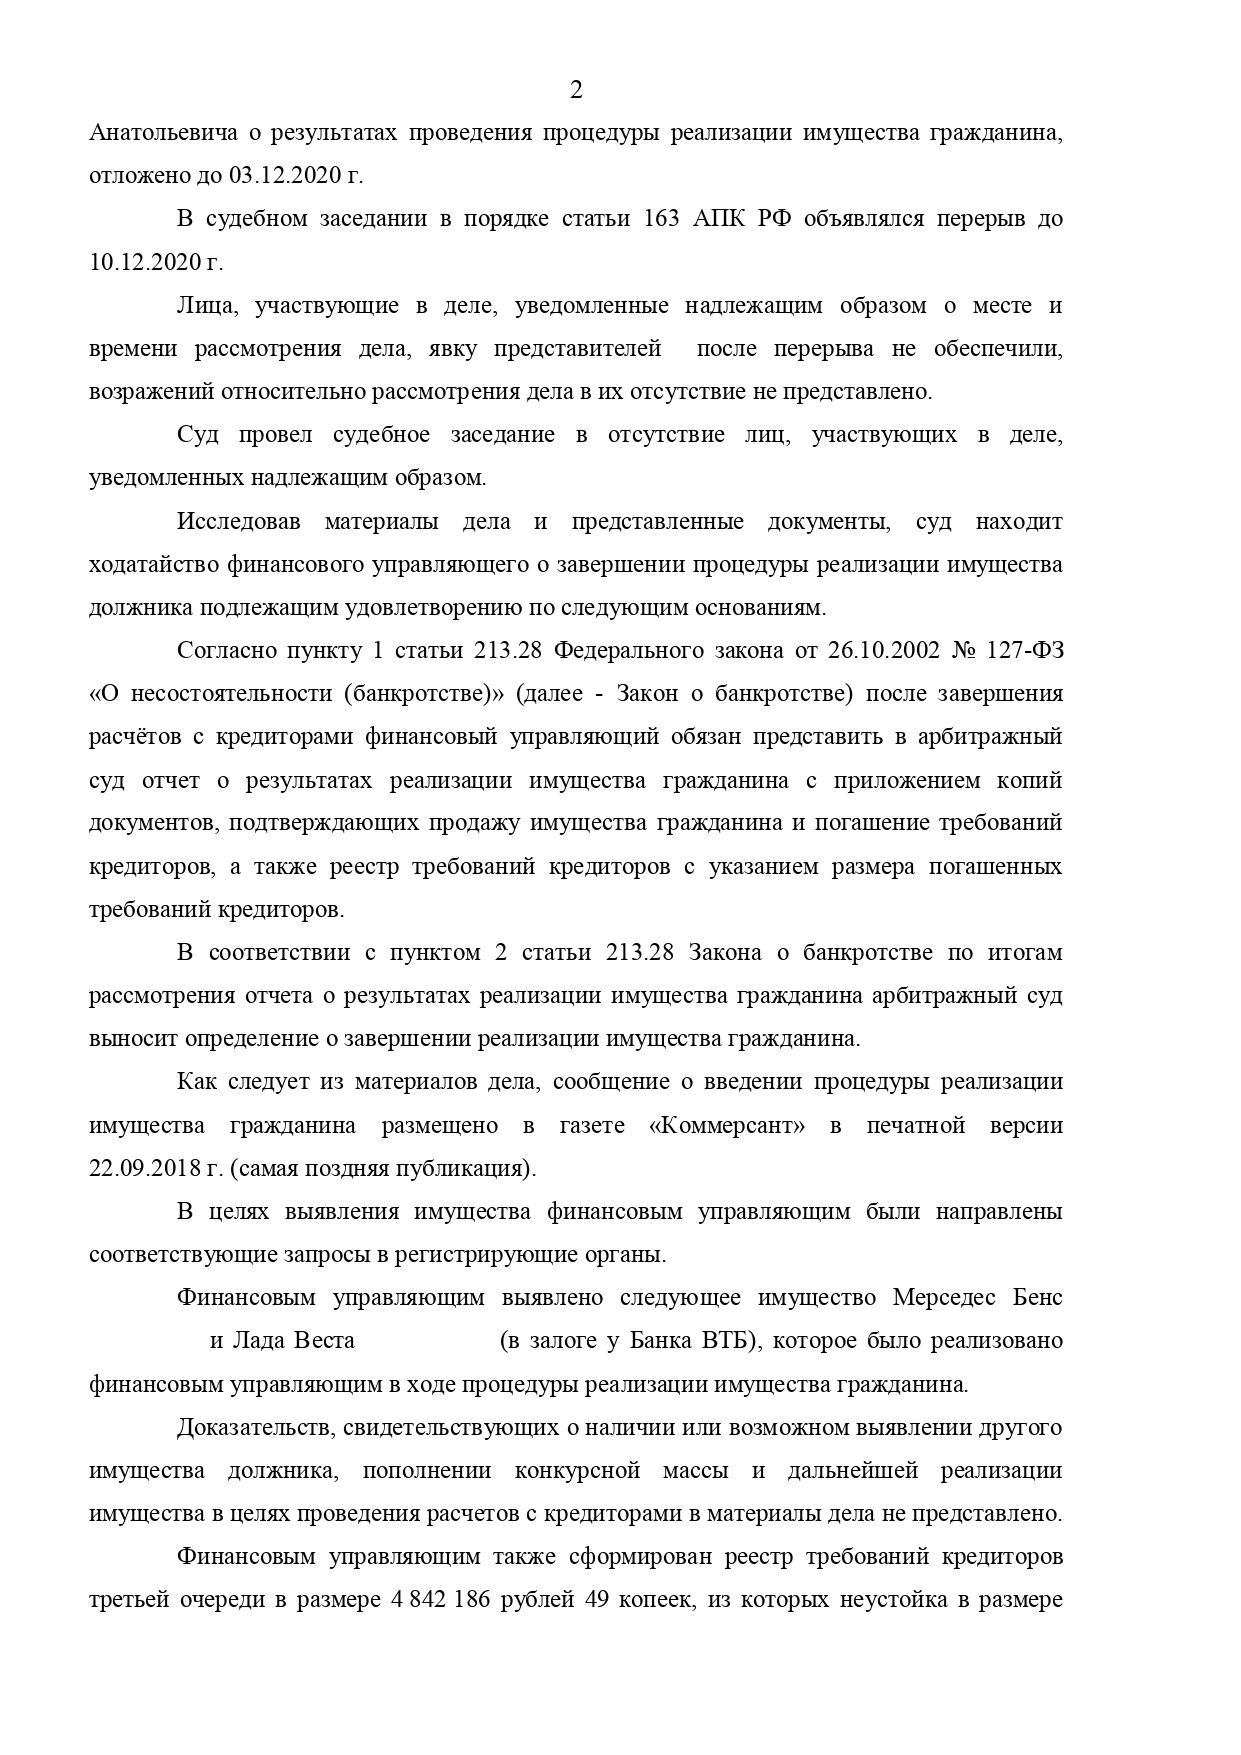 2
Анатольевича о результатах проведения процедуры реализации имущества гражданина,
отложено до 03.12.2020 г.
В судебном заседании в порядке статьи 163 АПК РФ объявлялся перерыв до
10.12.2020 г.
Лица, участвующие в деле, уведомленные надлежащим образом о месте и
времени рассмотрения дела, явку представителей после перерыва не обеспечили,
возражений относительно рассмотрения дела в их отсутствие не представлено.
Суд провел судебное заседание в отсутствие лиц, участвующих в деле,
уведомленных надлежащим образом.
Исследовав материалы дела и представленные документы, суд находит
ходатайство финансового управляющего о завершении процедуры реализации имущества
должника подлежащим удовлетворению по следующим основаниям.
Согласно пункту 1 статьи 213.28 Федерального закона от 26.10.2002 № 127-ФЗ
«О несостоятельности (банкротстве)» (далее - Закон о банкротстве) после завершения
расчётов с кредиторами финансовый управляющий обязан представить в арбитражный
суд отчет о результатах реализации имущества гражданина с приложением копий
документов, подтверждающих продажу имущества гражданина и погашение требований
кредиторов, а также реестр требований кредиторов с указанием размера погашенных
требований кредиторов.
В соответствии с пунктом 2 статьи 213.28 Закона о банкротстве по итогам
рассмотрения отчета о результатах реализации имущества гражданина арбитражный суд
выносит определение о завершении реализации имущества гражданина.
Как следует из материалов дела, сообщение о введении процедуры реализации
имущества гражданина размещено в газете «Коммерсант» в печатной версии
22.09.2018 г. (самая поздняя публикация).
В целях выявления имущества финансовым управляющим были направлены
соответствующие запросы в регистрирующие органы.
Финансовым управляющим выявлено следующее имущество Мерседес Бенс
и Лада Веста (в залоге у Банка ВТБ), которое было реализовано
финансовым управляющим в ходе процедуры реализации имущества гражданина.
Доказательств, свидетельствующих о наличии или возможном выявлении другого
имущества должника, пополнении конкурсной массы и дальнейшей реализации
имущества в целях проведения расчетов с кредиторами в материалы дела не представлено.
Финансовым управляющим также сформирован реестр требований кредиторов
третьей очереди в размере 4 842 186 рублей 49 копеек, из которых неустойка в размере